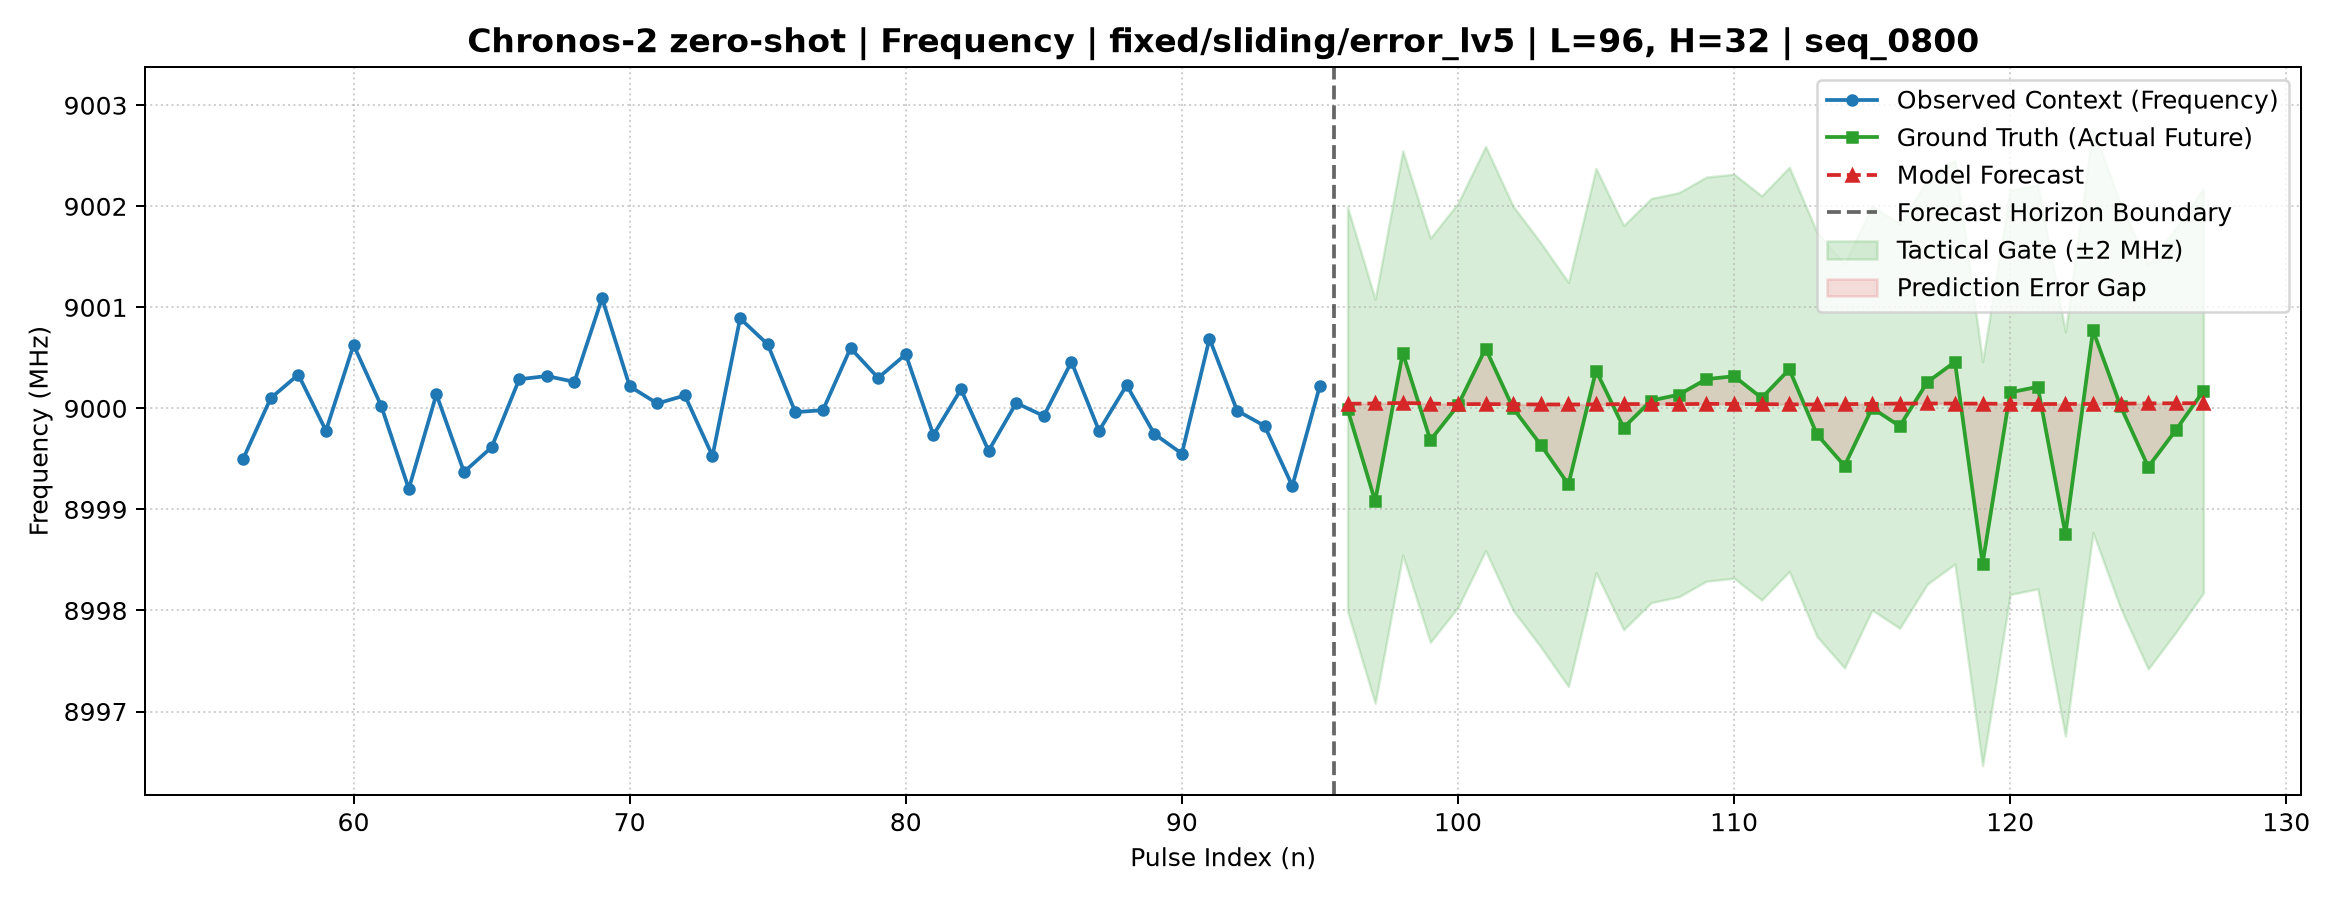 Chronos-2 zero-shot | Frequency | fixed/sliding/error_lv5 | L=96, H=32 | seq_0800
Frequency (MHz)
9003
9002
9001
9000
8999
8998
8997
Observed Context (Frequency)
Ground Truth (Actual Future)
Model Forecast
Forecast Horizon Boundary
Tactical Gate (±2 MHz)
Prediction Error Gap
60 70 80 90 100 110 120 130
Pulse Index (n)